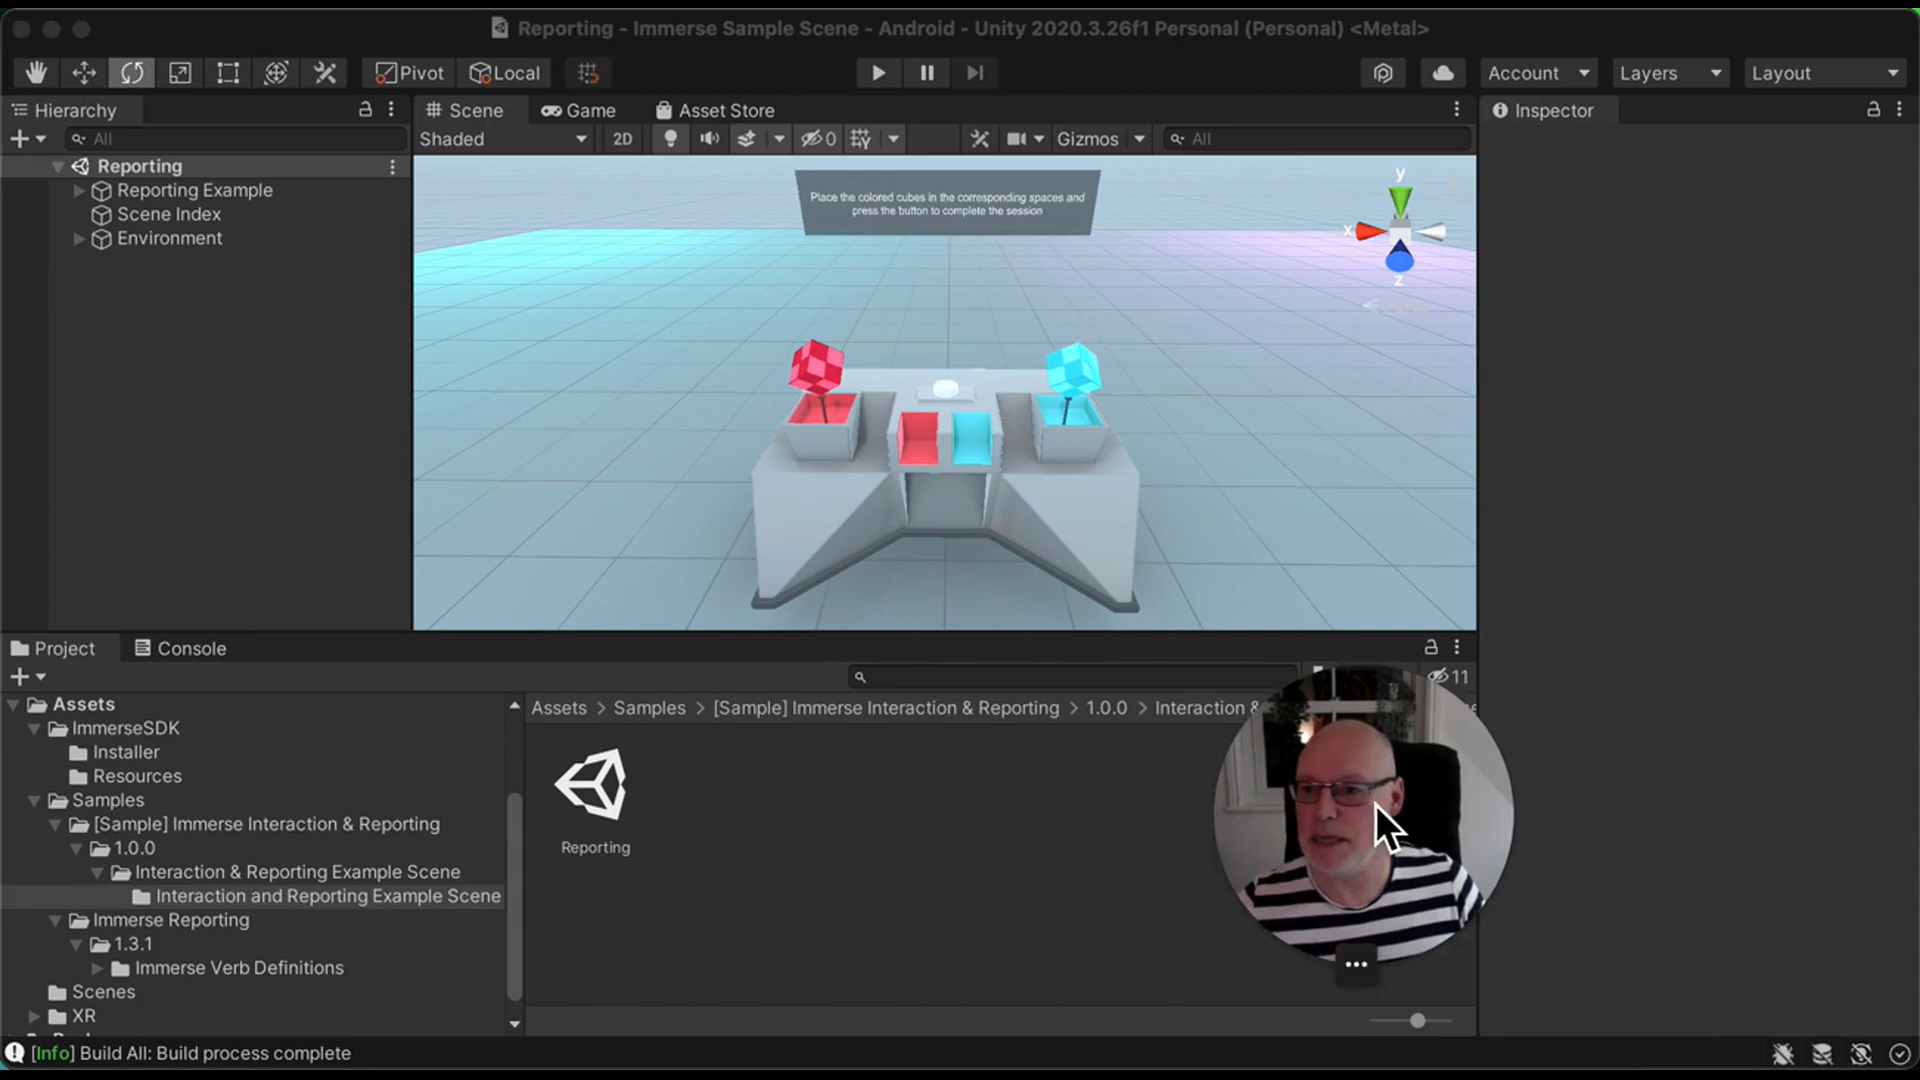 Reporting - Immerse Sample Scene - Android - Unity 2020.3.26f1 Personal (Personal) <Metal>
Pivot
Local
Account
Layers
Layout
Hierarchy
Scene
Game
Asset Store
Inspector
All
Shaded
2D
0
Gizmos
All
Reporting
Reporting Example
Scene Index
Environment
Place the colored cubes in the corresponding spaces and
press the button to complete the session
y
x
z
Project
Console
11
Assets
ImmerseSDK
Installer
Resources
Samples
[Sample] Immerse Interaction & Reporting
1.0.0
Interaction & Reporting Example Scene
Interaction and Reporting Example Scene
Immerse Reporting
1.3.1
Immerse Verb Definitions
Scenes
XR
Assets > Samples > [Sample] Immerse Interaction & Reporting > 1.0.0 > Interaction &
Reporting
[Info] Build All: Build process complete